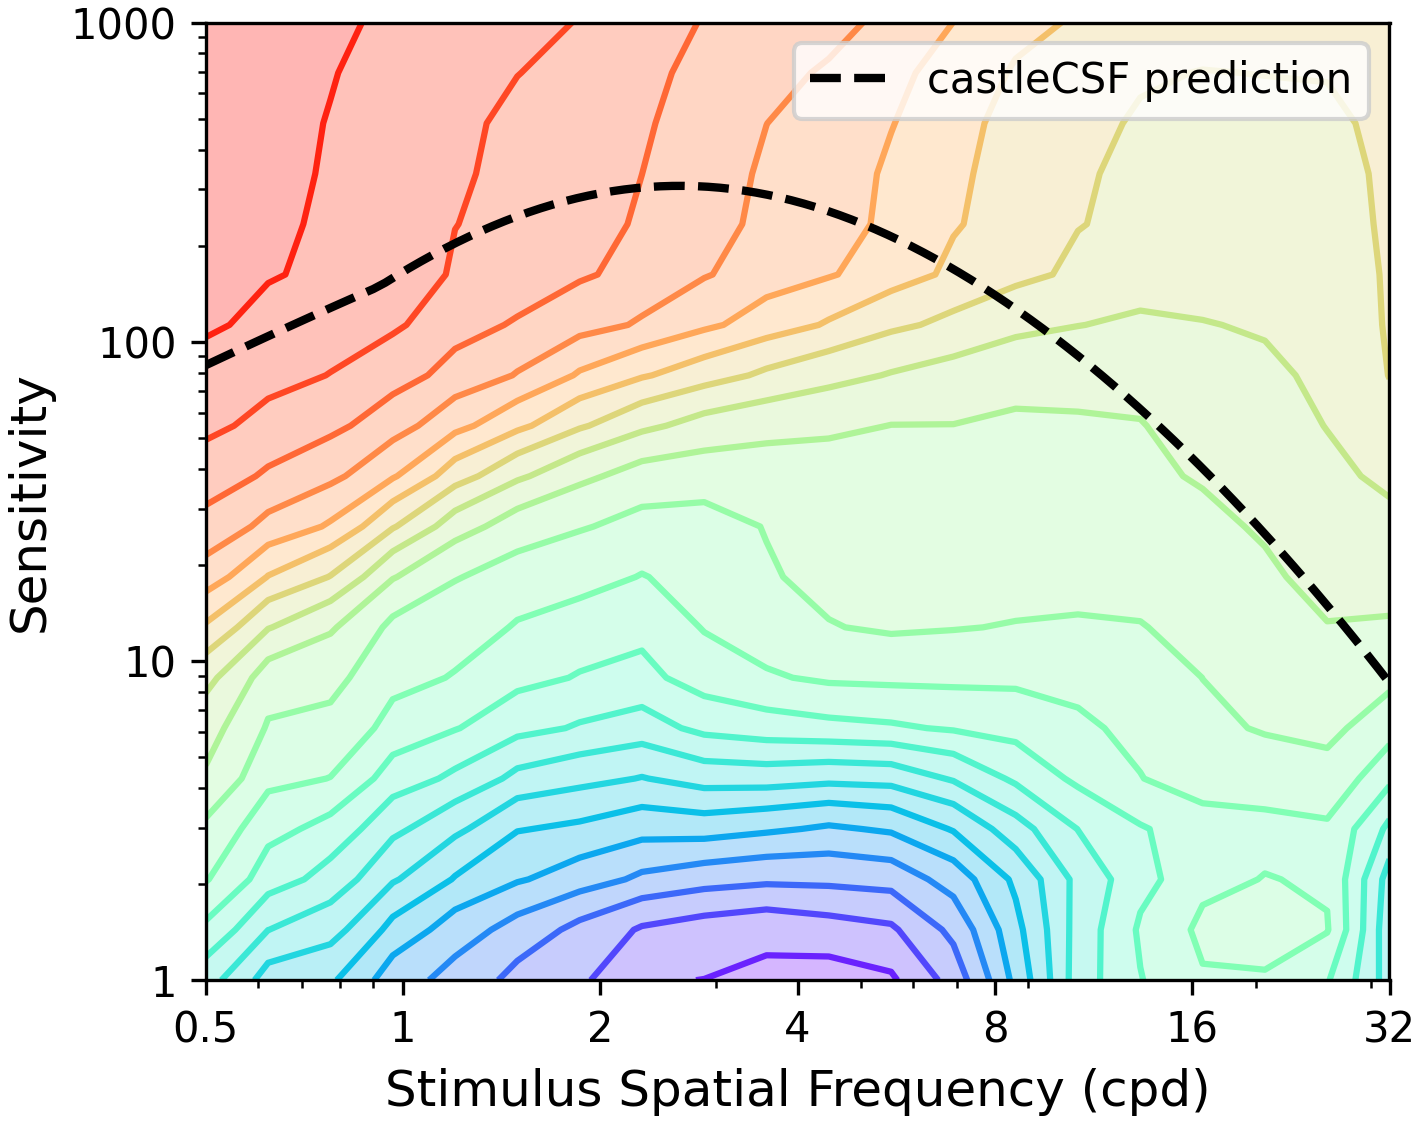 1000
100
10
1
Sensitivity
castleCSF prediction
0.5 1 2 4 8 16 32
Stimulus Spatial Frequency (cpd)